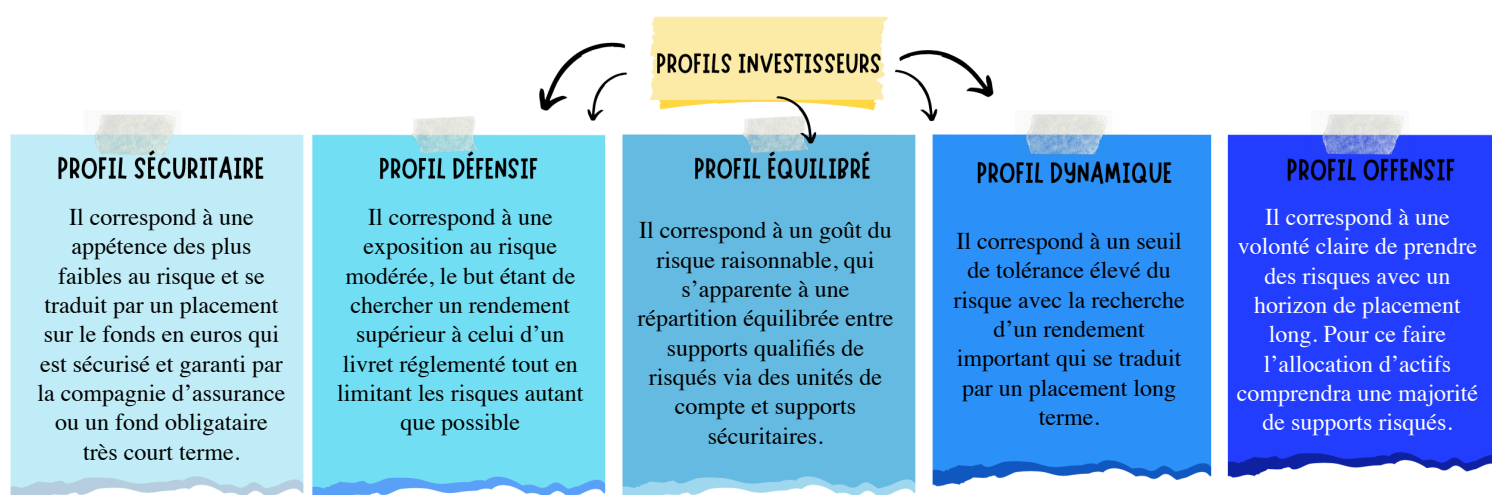 PROFILS INVESTISSEURS
PROFIL SÉCURITAIRE
Il correspond à une
appétence des plus
faibles au risque et se
traduit par un placement
sur le fonds en euros qui
est sécurisé et garanti par
la compagnie d'assurance
ou un fond obligataire
très court terme.
PROFIL DÉFENSIF
Il correspond à une
exposition au risque
modérée, le but étant de
chercher un rendement
supérieur à celui d'un
livret réglementé tout en
limitant les risques autant
que possible
PROFIL ÉQUILIBRÉ
Il correspond à un goût du
risque raisonnable, qui
s'apparente à une
répartition équilibrée entre
supports qualifiés de
risqués via des unités de
compte et supports
sécuritaires.
PROFIL DYNAMIQUE
Il correspond à un seuil
de tolérance élevé du
risque avec la recherche
d'un rendement
important qui se traduit
par un placement long
terme.
PROFIL OFFENSIF
Il correspond à une
volonté claire de prendre
des risques avec un
horizon de placement
long. Pour ce faire
l'allocation d'actifs
comprendra une majorité
de supports risqués.